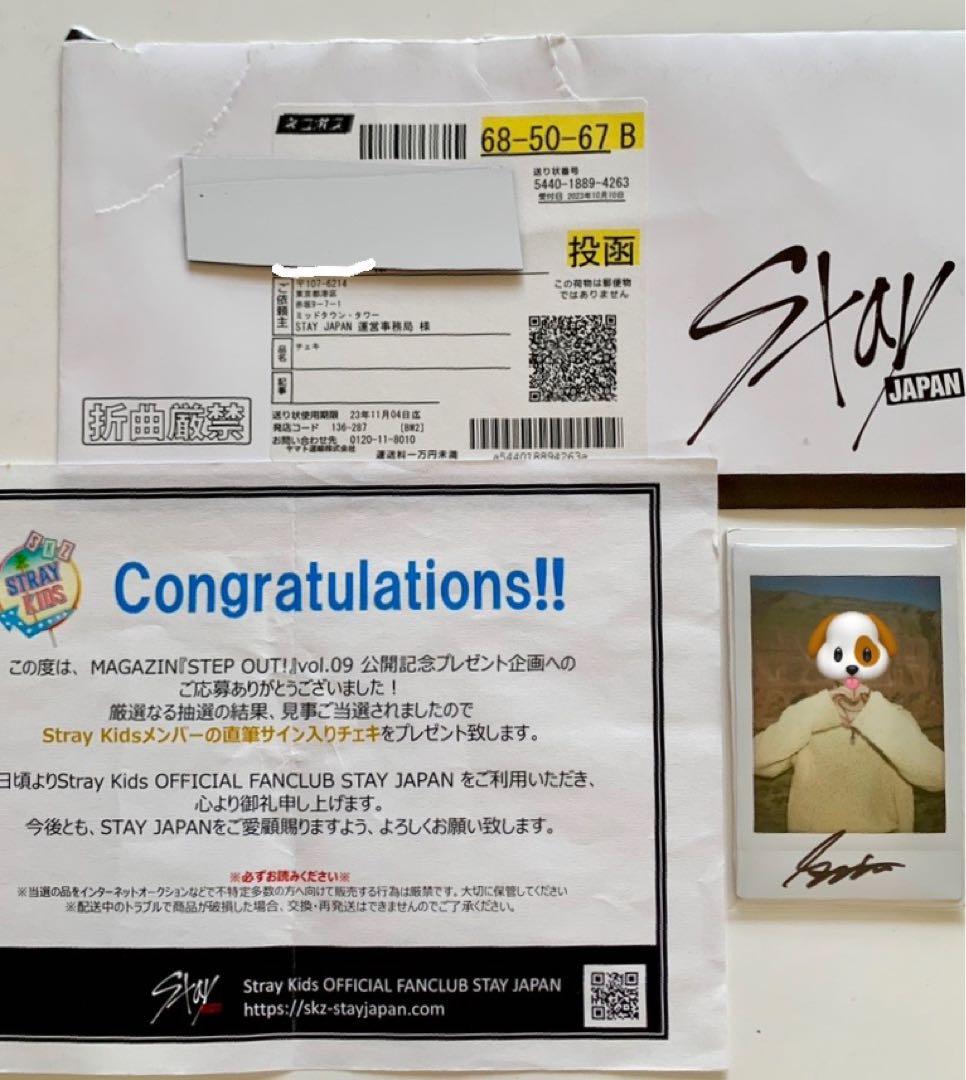 ネコポス
68-50-67 B
送り状番号
5440-1889-4263
受付日 2023年10月10日
投函
この荷物は郵便物
ではありません
ご依頼主
〒107-6214
東京都港区
赤坂9-7-1
ミッドタウン・タワー
STAY JAPAN 運営事務局 様
品名
チェキ
記事
送り状使用期限 23年11月04日迄
発店コード 136-287 [BW2]
お問い合わせ先 0120-11-8010
ヤマト運輸株式会社
運送料一万円未満
a544018894263a
折曲厳禁
Stay
JAPAN
SKZ
STRAY
KIDS
Congratulations!!
この度は、MAGAZIN『STEP OUT!』vol.09 公開記念プレゼント企画への
ご応募ありがとうございました！
厳選なる抽選の結果、見事ご当選されましたので
Stray Kidsメンバーの直筆サイン入りチェキをプレゼント致します。
日頃よりStray Kids OFFICIAL FANCLUB STAY JAPAN をご利用いただき、
心より御礼申し上げます。
今後とも、STAY JAPANをご愛顧賜りますよう、よろしくお願い致します。
※必ずお読みください※
※当選の品をインターネットオークションなどで不特定多数の方へ向けて販売する行為は厳禁です。大切に保管してください
※配送中のトラブルで商品が破損した場合、交換・再発送はできませんのでご了承ください。
Stay
Stray Kids OFFICIAL FANCLUB STAY JAPAN
https://skz-stayjapan.com